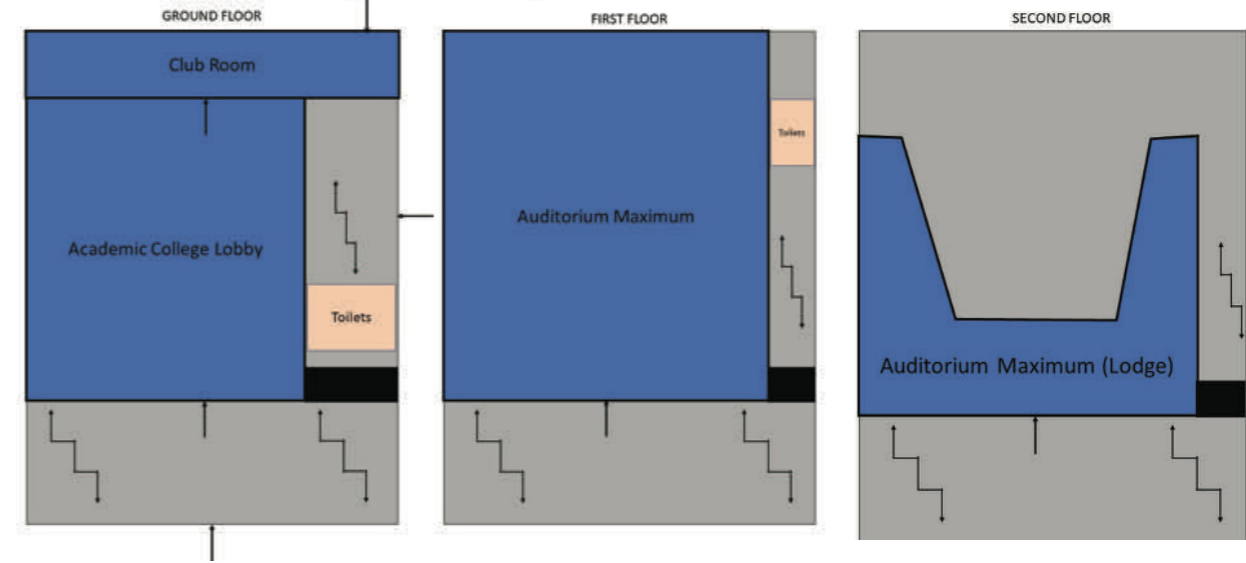 GROUND FLOOR
Club Room
Academic College Lobby
Toilets
FIRST FLOOR
Toilets
Auditorium Maximum
SECOND FLOOR
Auditorium Maximum (Lodge)